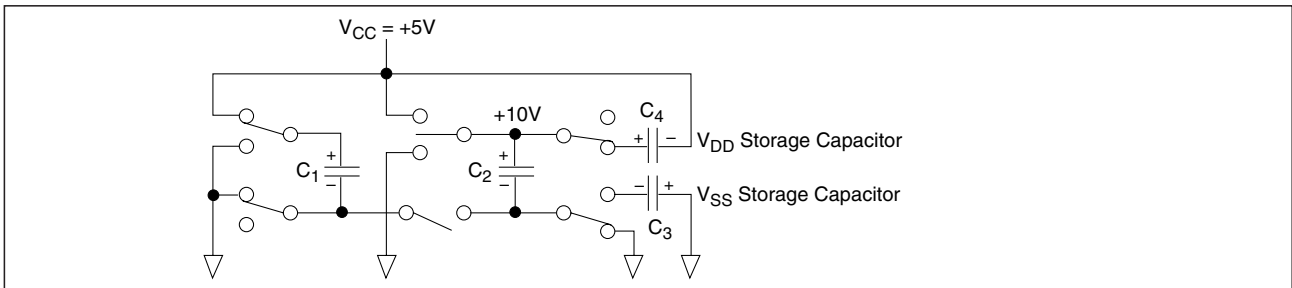 V_CC = +5V
+10V
C_4
+ −
V_DD Storage Capacitor
+
C_1
−
+
C_2
−
− +
V_SS Storage Capacitor
C_3